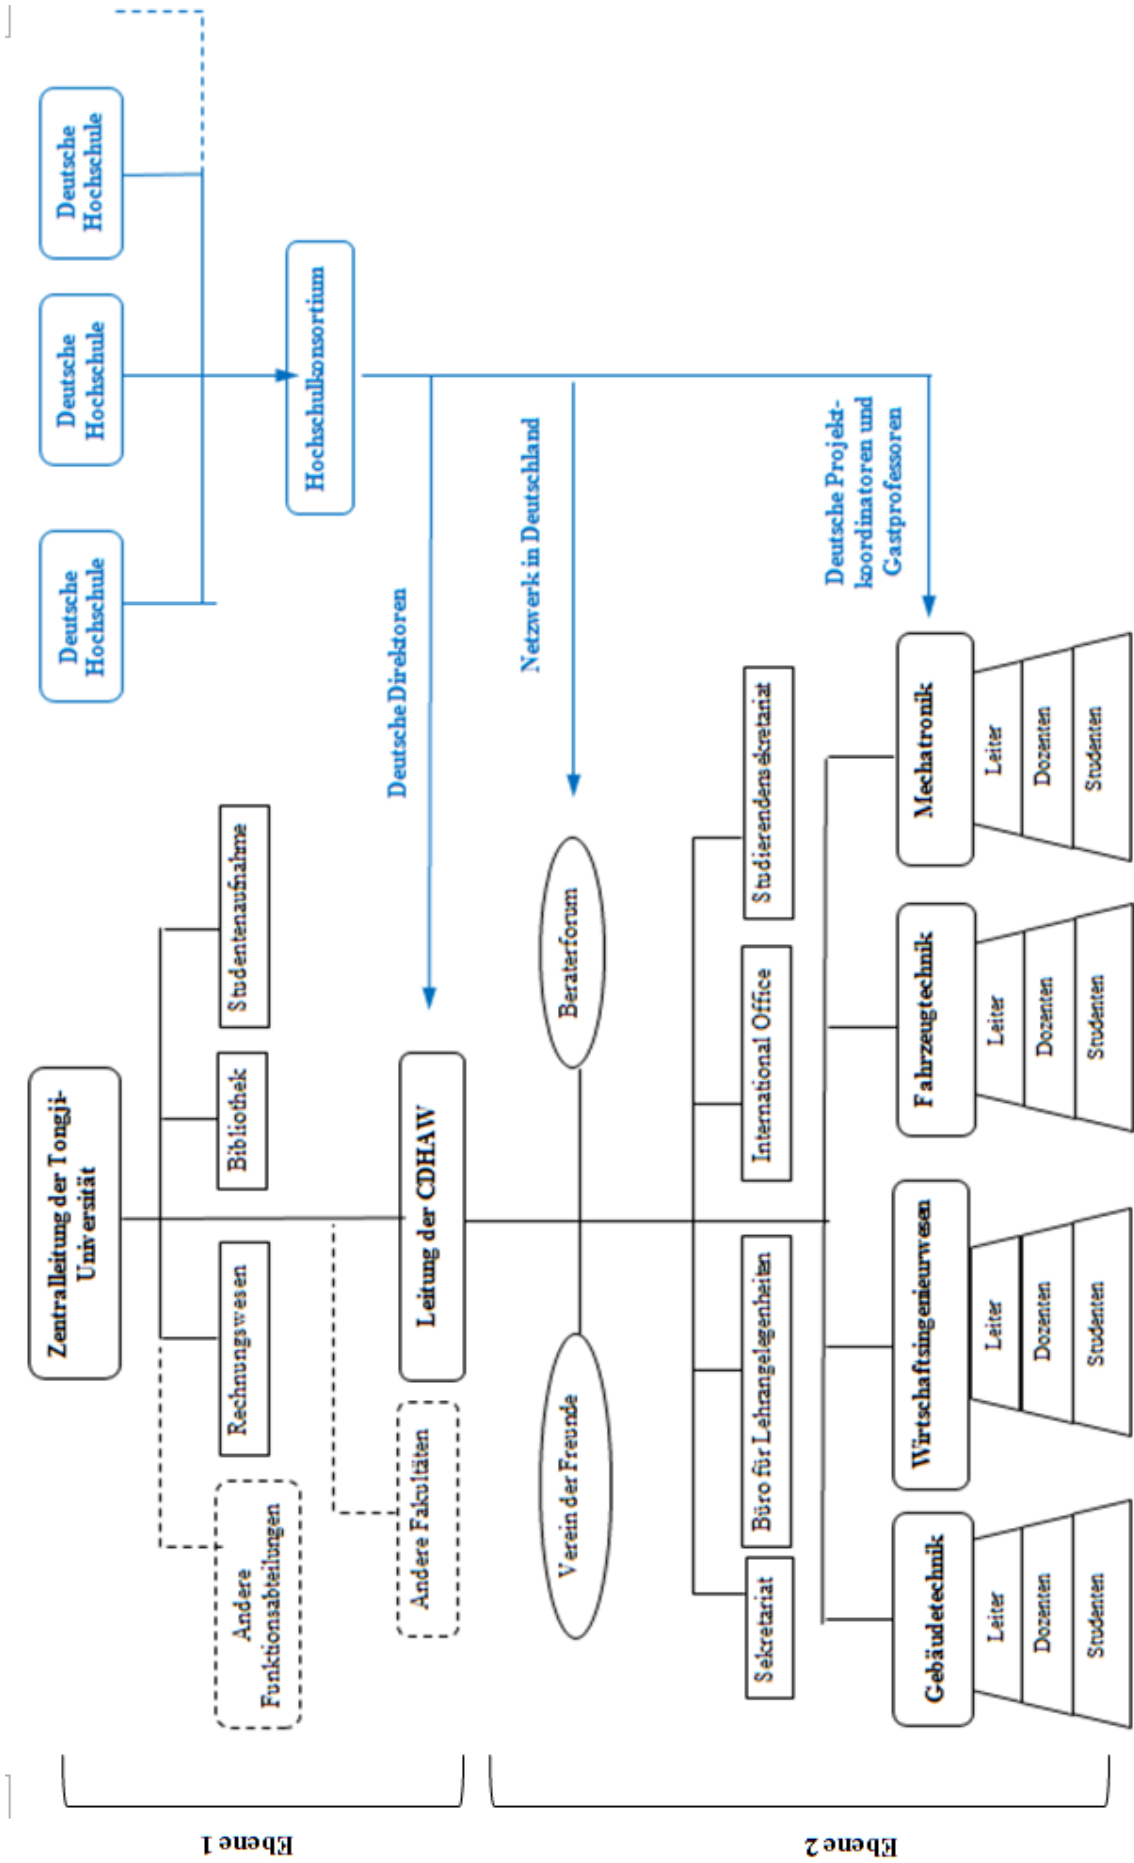 Zentralleitung der Tongji-
Universität
Deutsche
Hochschule
Deutsche
Hochschule
Deutsche
Hochschule
Andere
Funktionsabteilungen
Rechnungswesen
Bibliothek
Studentenaufnahme
Hochschulkonsortium
Andere Fakultäten
Leitung der CDHAW
Deutsche Direktoren
Verein der Freunde
Beraterforum
Netzwerk in Deutschland
Sekretariat
Büro für Lehrangelegenheiten
International Office
Studierendensekretariat
Deutsche Projekt-
koordinatoren und
Gastprofessoren
Gebäudetechnik
Wirtschaftsingenieurwesen
Fahrzeugtechnik
Mechatronik
Leiter
Leiter
Leiter
Leiter
Dozenten
Dozenten
Dozenten
Dozenten
Studenten
Studenten
Studenten
Studenten
Ebene 1
Ebene 2